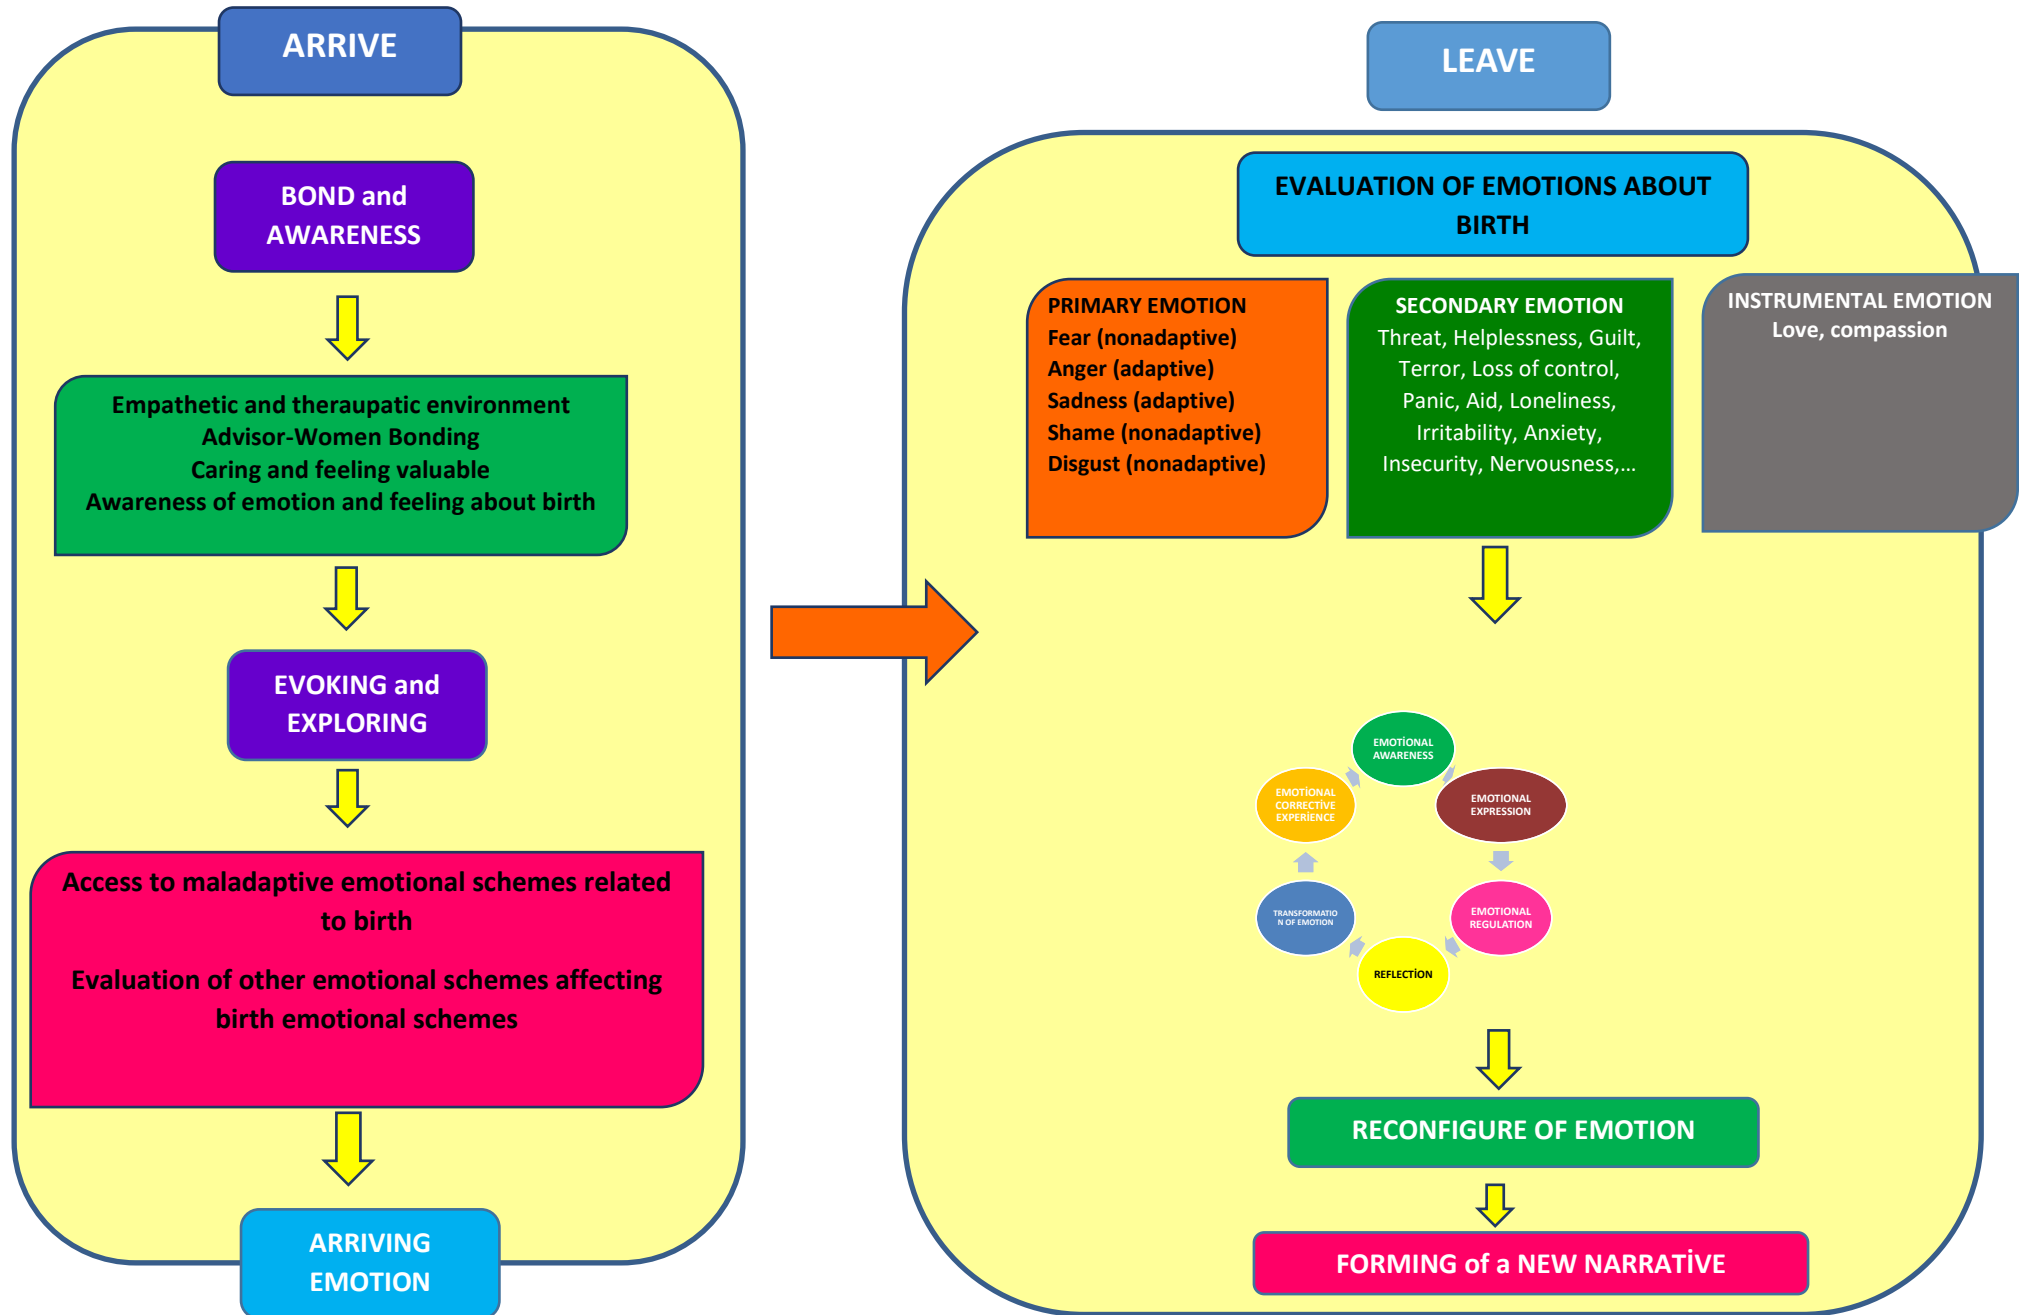 ARRIVE
BOND and
AWARENESS
Empathetic and theraupatic environment
Advisor-Women Bonding
Caring and feeling valuable
Awareness of emotion and feeling about birth
EVOKING and
EXPLORING
Access to maladaptive emotional schemes related
to birth
Evaluation of other emotional schemes affecting
birth emotional schemes
ARRIVING
EMOTION
LEAVE
EVALUATION OF EMOTIONS ABOUT
BIRTH
PRIMARY EMOTION
Fear (nonadaptive)
Anger (adaptive)
Sadness (adaptive)
Shame (nonadaptive)
Disgust (nonadaptive)
SECONDARY EMOTION
Threat, Helplessness, Guilt,
Terror, Loss of control,
Panic, Aid, Loneliness,
Irritability, Anxiety,
Insecurity, Nervousness,...
INSTRUMENTAL EMOTION
Love, compassion
EMOTİONAL
AWARENESS
EMOTIONAL
EXPRESSION
EMOTIONAL
REGULATION
REFLECTİON
TRANSFORMATIO
N OF EMOTION
EMOTİONAL
CORRECTİVE
EXPERİENCE
RECONFIGURE OF EMOTION
FORMING of a NEW NARRATİVE